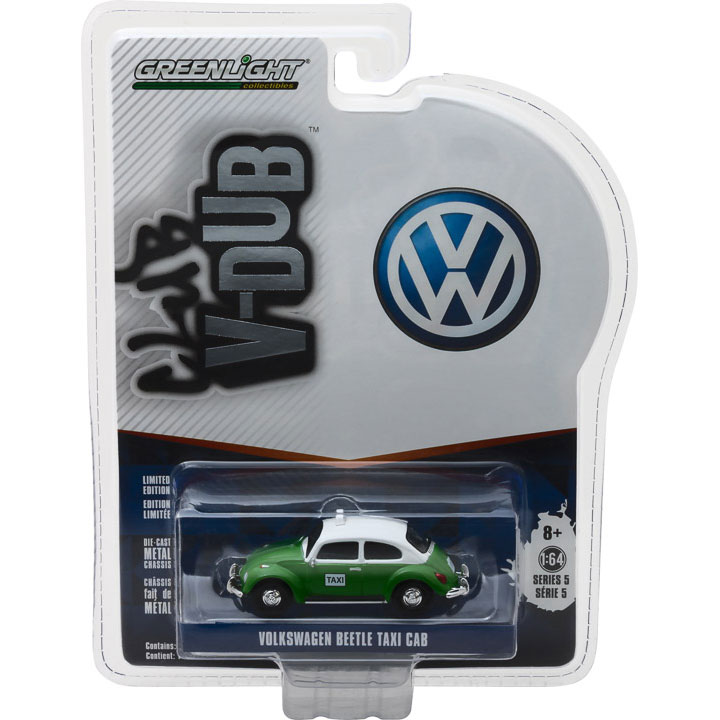 GREENLIGHT
collectibles
Club
V-DUB
TM
LIMITED
EDITION
EDITION
LIMITÉE
DIE-CAST
METAL
CHASSIS
CHÂSSIS
fait de
MÉTAL
Contains:
Contient:
8+
1:64
SERIES 5
SÉRIE 5
TAXI
VOLKSWAGEN BEETLE TAXI CAB